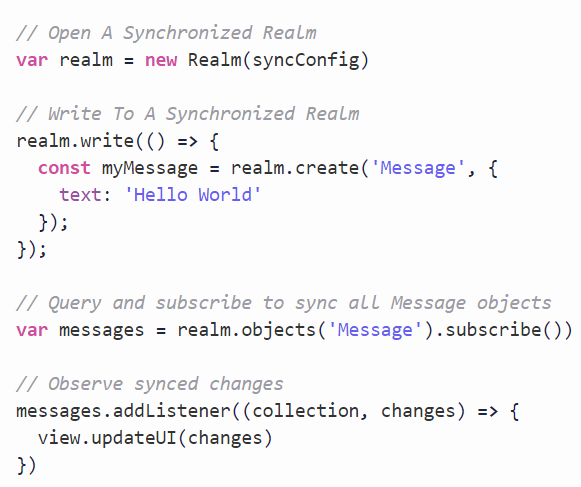 // Open A Synchronized Realm
var realm = new Realm(syncConfig)
// Write To A Synchronized Realm
realm.write(() => {
  const myMessage = realm.create('Message', {
    text: 'Hello World'
  });
});
// Query and subscribe to sync all Message objects
var messages = realm.objects('Message').subscribe())
// Observe synced changes
messages.addListener((collection, changes) => {
  view.updateUI(changes)
})